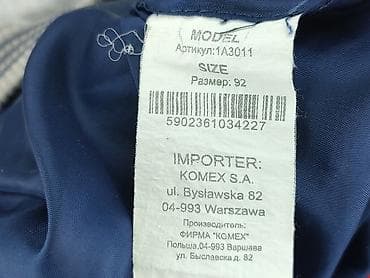 MODEL
Артикул:1A3011
SIZE
Размер: 92
5902361034227
IMPORTER:
KOMEX S.A.
ul. Bysławska 82
04-993 Warszawa
Производитель:
ФИРМА "КОМЕХ"
Польша,04-993 Варшава
ул. Быславска д.82